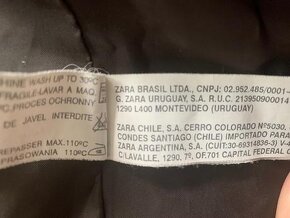 HINE WASH UP TO 30ºC
FRAGILE-LAVAR A MAQ.
PROCES OCHRONNY
DE JAVEL INTERDITE
REPASSER MAX.110ºC
PRASOWANIA 110ºC
ZARA BRASIL LTDA., CNPJ: 02.952.485/0001-
G. ZARA URUGUAY, S.A. R.U.C. 213950900014
1290 L400 MONTEVIDEO (URUGUAY)
ZARA CHILE, S.A. CERRO COLORADO Nº5030.
CONDES SANTIAGO (CHILE) IMPORTADO PARA
ZARA ARGENTINA, S.A. (CUIT:30-69314836-3)
C.LAVALLE, 1290. 7º. OF.701 CAPITAL FEDERAL C